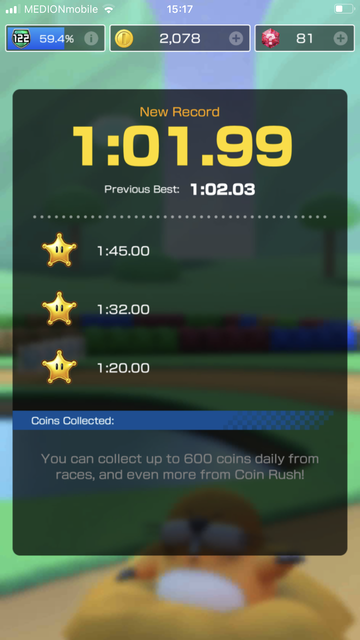 MEDIONmobile 15:17
122 59.4% i 2,078 + 81 +
New Record
1:01.99
Previous Best: 1:02.03
1:45.00
1:32.00
1:20.00
Coins Collected:
You can collect up to 600 coins daily from
races, and even more from Coin Rush!